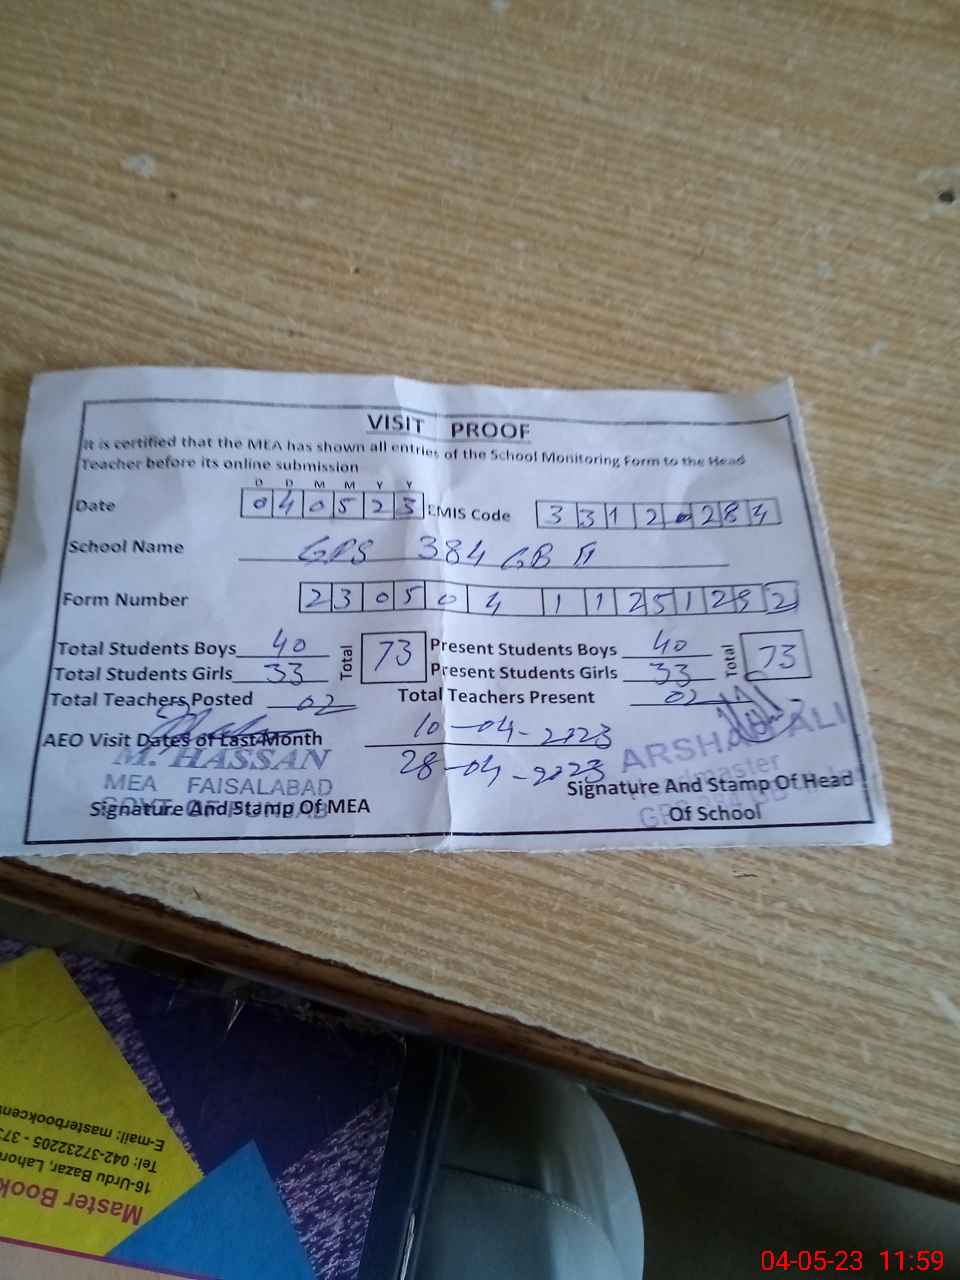 VISIT PROOF
It is certified that the MEA has shown all entries of the School Monitoring Form to the Head
Teacher before its online submission
D D M M Y Y
Date 0 4 0 5 2 3 EMIS Code 3 3 1 2 0 2 8 4
School Name GPS 384 GB II
Form Number 2 3 0 5 0 4 1 1 2 5 1 2 2
Total Students Boys 40 Total 73 Present Students Boys 40 Total 73
Total Students Girls 33 Present Students Girls 33
Total Teachers Posted 02 Total Teachers Present 02
AEO Visit Dates of Last Month 10-04-2023
28-04-2023
M. HASSAN
MEA FAISALABAD
Signature And Stamp Of MEA
ARSHAD ALI
Headmaster
Signature And Stamp Of Head
Of School
Master Book
16-Urdu Bazar, Lahor
Tel: 042-37232205 - 373
E-mail: masterbookcen
04-05-23 11:59